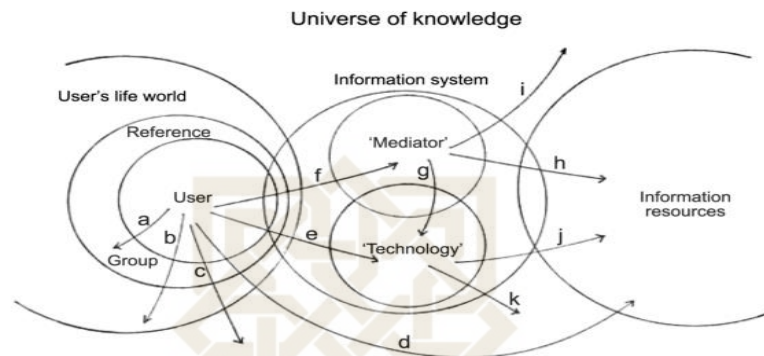 Universe of knowledge
Information system
User's life world
Reference
'Mediator'
User
Information
resources
Group
'Technology'
a
b
c
d
e
f
g
h
i
j
k